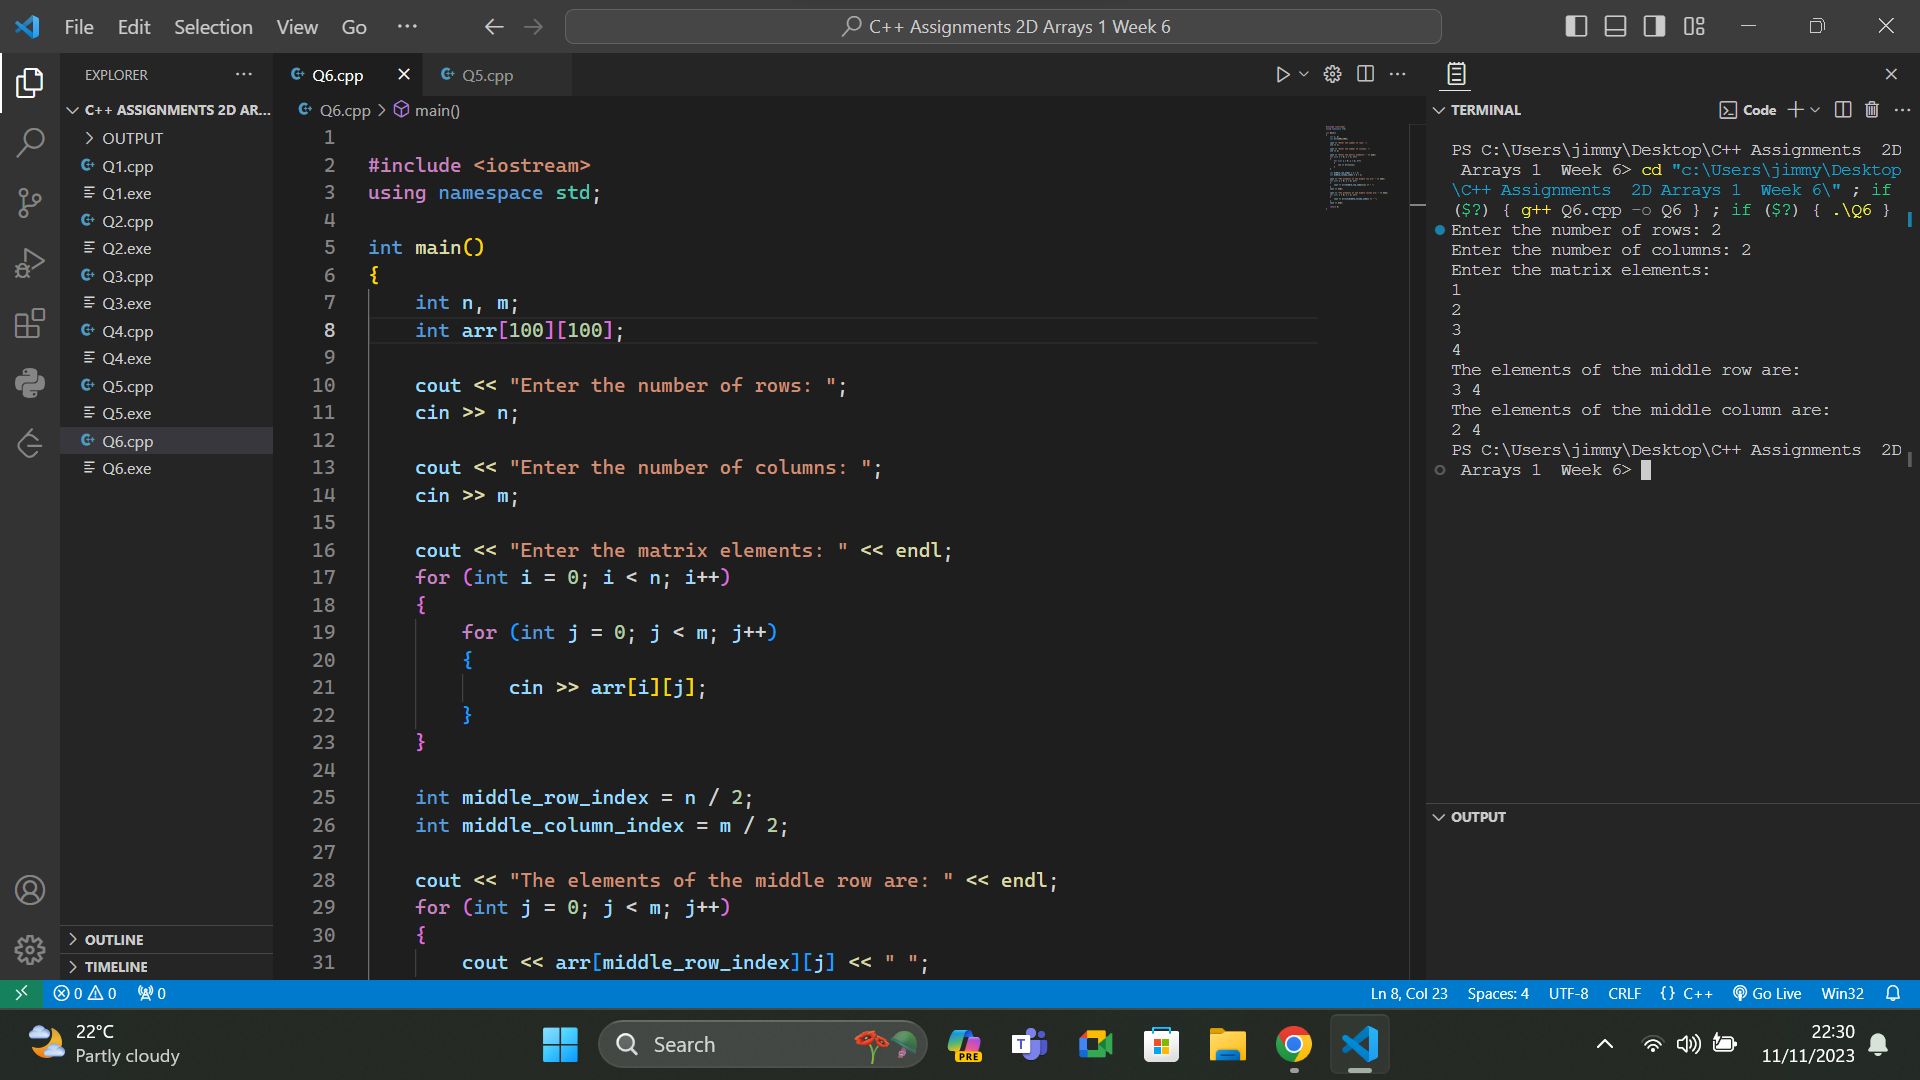 File Edit Selection View Go ··· C++ Assignments 2D Arrays 1 Week 6
EXPLORER ···
C++ ASSIGNMENTS 2D AR...
OUTPUT
Q1.cpp
Q1.exe
Q2.cpp
Q2.exe
Q3.cpp
Q3.exe
Q4.cpp
Q4.exe
Q5.cpp
Q5.exe
Q6.cpp
Q6.exe
OUTLINE
TIMELINE
Q6.cpp Q5.cpp
Q6.cpp > main()
1
2 #include <iostream>
3 using namespace std;
4
5 int main()
6 {
7 int n, m;
8 int arr[100][100];
9
10 cout << "Enter the number of rows: ";
11 cin >> n;
12
13 cout << "Enter the number of columns: ";
14 cin >> m;
15
16 cout << "Enter the matrix elements: " << endl;
17 for (int i = 0; i < n; i++)
18 {
19 for (int j = 0; j < m; j++)
20 {
21 cin >> arr[i][j];
22 }
23 }
24
25 int middle_row_index = n / 2;
26 int middle_column_index = m / 2;
27
28 cout << "The elements of the middle row are: " << endl;
29 for (int j = 0; j < m; j++)
30 {
31 cout << arr[middle_row_index][j] << " ";
TERMINAL Code
PS C:\Users\jimmy\Desktop\C++ Assignments  2D
Arrays 1  Week 6> cd "c:\Users\jimmy\Desktop
\C++ Assignments  2D Arrays 1  Week 6\" ; if
($?) { g++ Q6.cpp -o Q6 } ; if ($?) { .\Q6 }
Enter the number of rows: 2
Enter the number of columns: 2
Enter the matrix elements:
1
2
3
4
The elements of the middle row are:
3 4
The elements of the middle column are:
2 4
PS C:\Users\jimmy\Desktop\C++ Assignments  2D
Arrays 1  Week 6>
OUTPUT
0 0 0 Ln 8, Col 23 Spaces: 4 UTF-8 CRLF {} C++ Go Live Win32
22°C
Partly cloudy
Search
PRE
T
22:30
11/11/2023